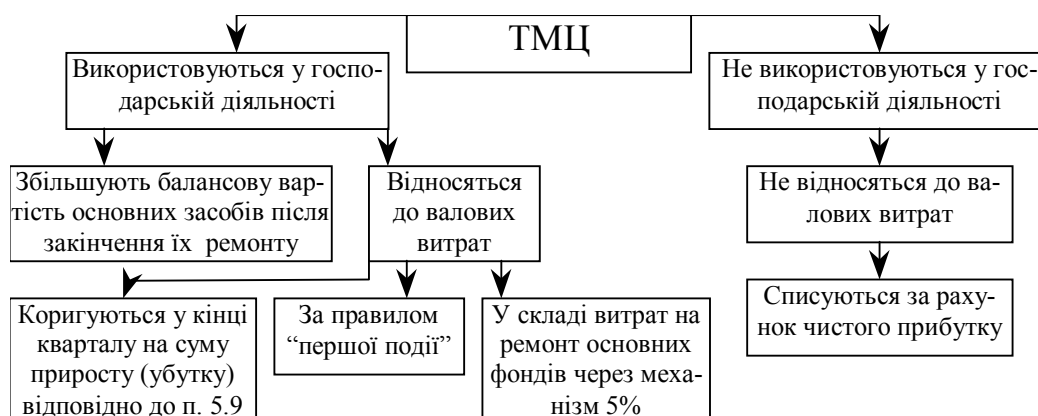 ТМЦ
Використовуються у госпо-
дарській діяльності
Не використовуються у гос-
подарській діяльності
Збільшують балансову вар-
тість основних засобів після
закінчення їх ремонту
Відносяться
до валових
витрат
Не відносяться до ва-
лових витрат
Коригуються у кінці
кварталу на суму
приросту (убутку)
відповідно до п. 5.9
За правилом
“першої події”
У складі витрат на
ремонт основних
фондів через меха-
нізм 5%
Списуються за раху-
нок чистого прибутку